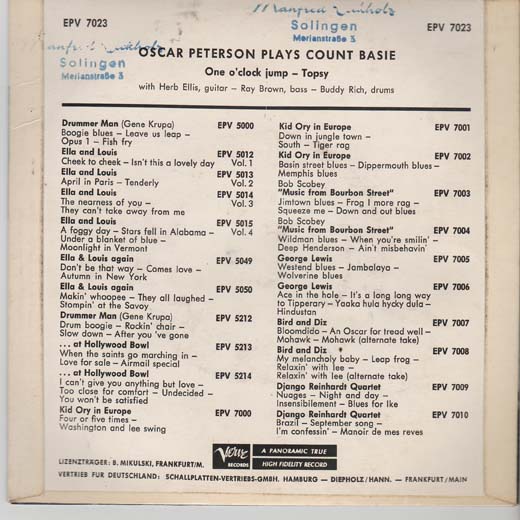 EPV 7023
Manfred
Solingen
Merianstraße 3
EPV 7023
Manfred
Solingen
Merianstraße 3
OSCAR PETERSON PLAYS COUNT BASIE
One o'clock jump – Topsy
with Herb Ellis, guitar – Ray Brown, bass – Buddy Rich, drums
Drummer Man (Gene Krupa) EPV 5000
Boogie blues – Leave us leap –
Opus 1 – Fish fry
Ella and Louis EPV 5012
Cheek to cheek – Isn't this a lovely day Vol. 1
Ella and Louis EPV 5013
April in Paris – Tenderly Vol. 2
Ella and Louis EPV 5014
The nearness of you – Vol. 3
They can't take away from me
Ella and Louis EPV 5015
A foggy day – Stars fell in Alabama – Vol. 4
Under a blanket of blue –
Moonlight in Vermont
Ella & Louis again EPV 5049
Don't be that way – Comes love –
Autumn in New York
Ella & Louis again EPV 5050
Makin' whoopee – They all laughed –
Stompin' at the Savoy
Drummer Man EPV 5212
Drum boogie – Rockin' chair –
Slow down – After you 've gone
... at Hollywood Bowl EPV 5213
When the saints go marching in –
Love for sale – Airmail special
... at Hollywood Bowl EPV 5214
I can't give you anything but love –
Too close for comfort – Undecided –
You won't be satisfied
Kid Ory in Europe EPV 7000
Four or five times –
Washington and lee swing
Kid Ory in Europe EPV 7001
Down in jungle town –
South – Tiger rag
Kid Ory in Europe EPV 7002
Basin street blues – Dippermouth blues –
Memphis blues
Bob Scobey
"Music from Bourbon Street" EPV 7003
Jimtown blues – Frog I more rag –
Squeeze me – Down and out blues
Bob Scobey
"Music from Bourbon Street" EPV 7004
Wildman blues – When you're smilin' –
Deep Henderson – Ain't misbehavin'
George Lewis EPV 7005
Westend blues – Jambalaya –
Wolverine blues
George Lewis EPV 7006
Ace in the hole – It's a long long way
to Tipperary – Yaaka hula hycky dula –
Hindustan
Bird and Diz EPV 7007
Bloomdido – An Oscar for tread well –
Mohawk – Mohawk (alternate take)
Bird and Diz * EPV 7008
My melancholy baby – Leap frog –
Relaxin' with lee –
Relaxin' with lee (alternate take)
Django Reinhardt Quartet EPV 7009
Nuages – Night and day –
Insensibilement – Blues for Ike
Django Reinhardt Quartet EPV 7010
Brazil – September song –
I'm confessin' – Manoir de mes reves
LIZENZTRÄGER: B. MIKULSKI, FRANKFURT/M.
Verve
RECORDS
A PANORAMIC TRUE
HIGH FIDELITY RECORD
VERTRIEB FUR DEUTSCHLAND: SCHALLPLATTEN-VERTRIEBS-GMBH. HAMBURG – DIEPHOLZ/HANN. – FRANKFURT/MAIN